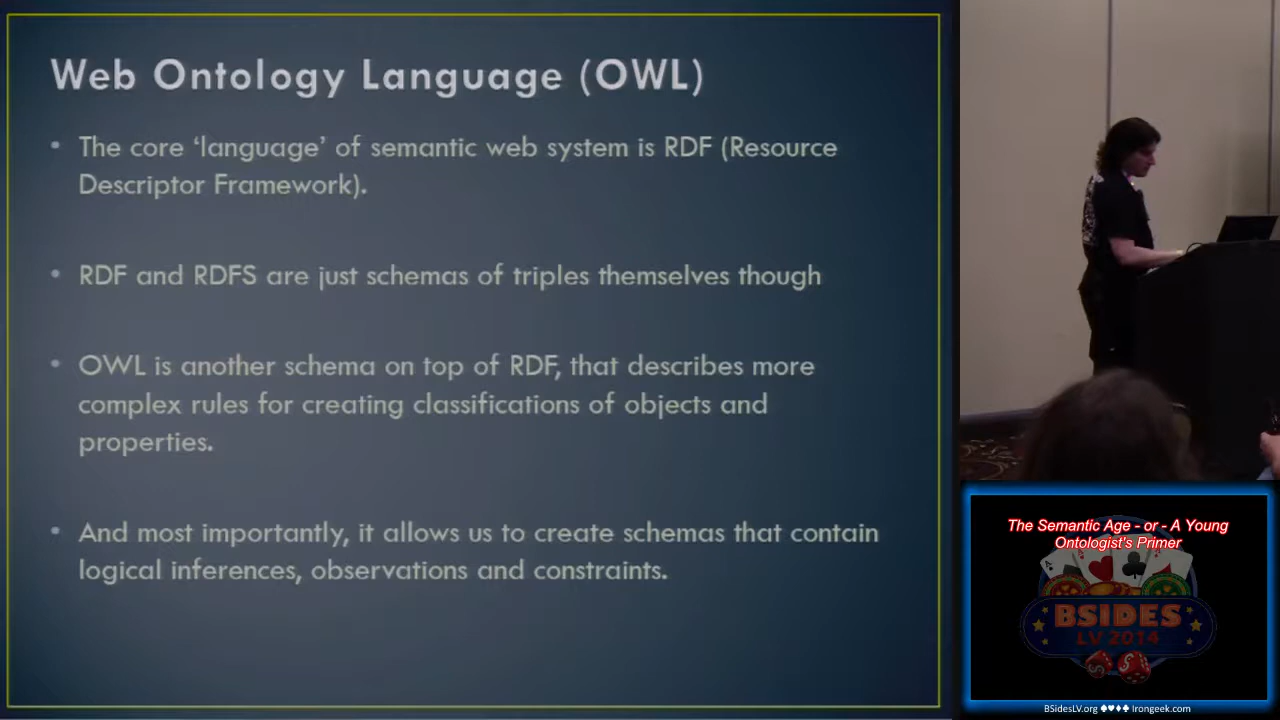 Web Ontology Language (OWL)
• The core ‘language’ of semantic web system is RDF (Resource
Descriptor Framework).
• RDF and RDFS are just schemas of triples themselves though
• OWL is another schema on top of RDF, that describes more
complex rules for creating classifications of objects and
properties.
• And most importantly, it allows us to create schemas that contain
logical inferences, observations and constraints.
The Semantic Age - or - A Young
Ontologist's Primer
BSIDES
LV 2014
BSidesLV.org ♠♥♦♣ Irongeek.com